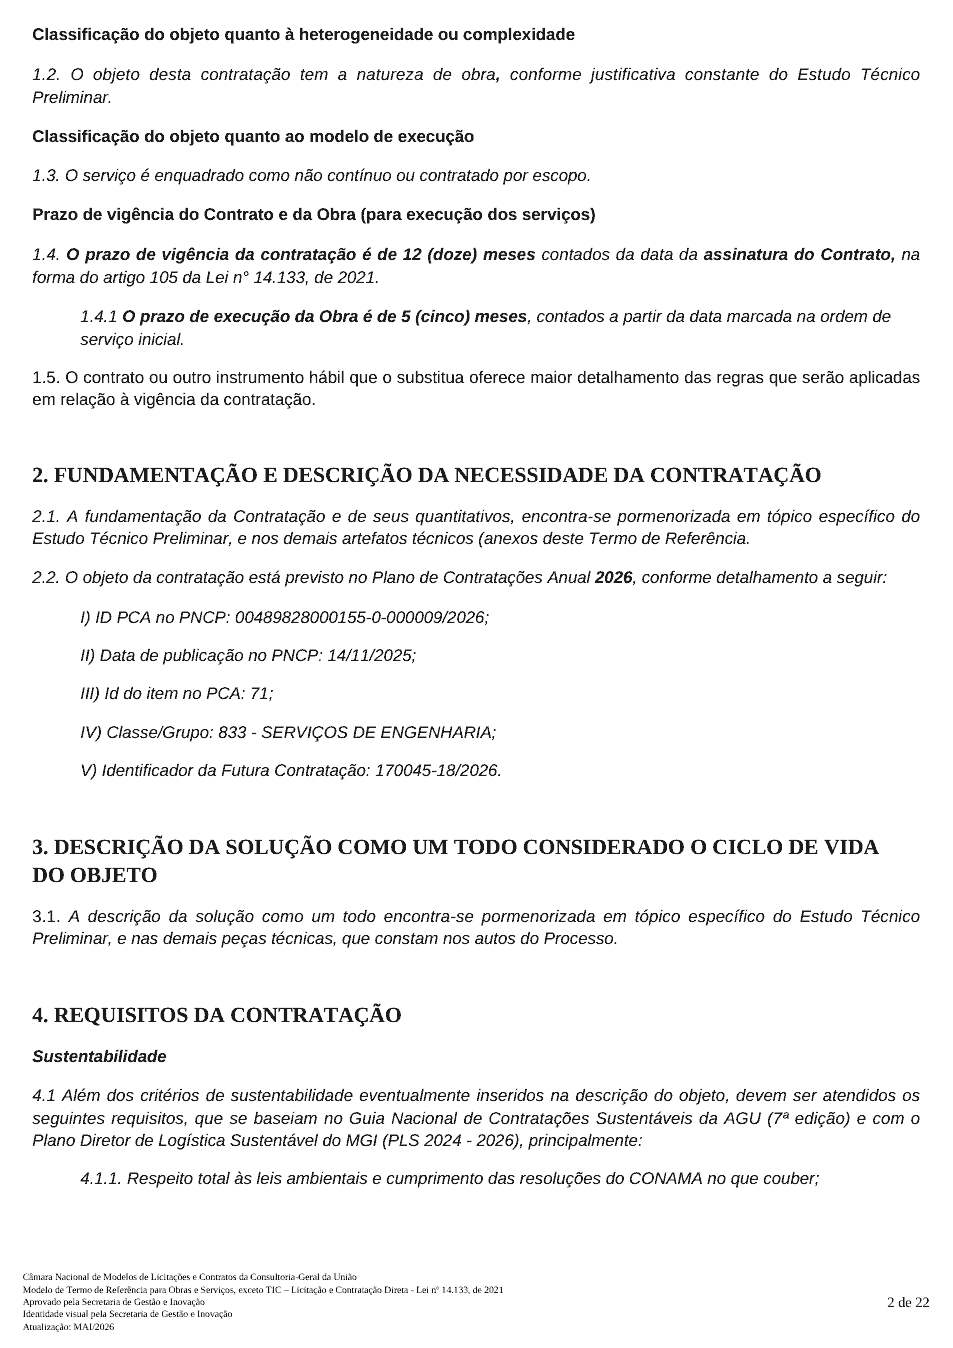 Classificação do objeto quanto à heterogeneidade ou complexidade
1.2. O objeto desta contratação tem a natureza de obra, conforme justificativa constante do Estudo Técnico
Preliminar.
Classificação do objeto quanto ao modelo de execução
1.3. O serviço é enquadrado como não contínuo ou contratado por escopo.
Prazo de vigência do Contrato e da Obra (para execução dos serviços)
1.4. O prazo de vigência da contratação é de 12 (doze) meses contados da data da assinatura do Contrato, na
forma do artigo 105 da Lei n° 14.133, de 2021.
1.4.1 O prazo de execução da Obra é de 5 (cinco) meses, contados a partir da data marcada na ordem de
serviço inicial.
1.5. O contrato ou outro instrumento hábil que o substitua oferece maior detalhamento das regras que serão aplicadas
em relação à vigência da contratação.
2. FUNDAMENTAÇÃO E DESCRIÇÃO DA NECESSIDADE DA CONTRATAÇÃO
2.1. A fundamentação da Contratação e de seus quantitativos, encontra-se pormenorizada em tópico específico do
Estudo Técnico Preliminar, e nos demais artefatos técnicos (anexos deste Termo de Referência.
2.2. O objeto da contratação está previsto no Plano de Contratações Anual 2026, conforme detalhamento a seguir:
I) ID PCA no PNCP: 00489828000155-0-000009/2026;
II) Data de publicação no PNCP: 14/11/2025;
III) Id do item no PCA: 71;
IV) Classe/Grupo: 833 - SERVIÇOS DE ENGENHARIA;
V) Identificador da Futura Contratação: 170045-18/2026.
3. DESCRIÇÃO DA SOLUÇÃO COMO UM TODO CONSIDERADO O CICLO DE VIDA
DO OBJETO
3.1. A descrição da solução como um todo encontra-se pormenorizada em tópico específico do Estudo Técnico
Preliminar, e nas demais peças técnicas, que constam nos autos do Processo.
4. REQUISITOS DA CONTRATAÇÃO
Sustentabilidade
4.1 Além dos critérios de sustentabilidade eventualmente inseridos na descrição do objeto, devem ser atendidos os
seguintes requisitos, que se baseiam no Guia Nacional de Contratações Sustentáveis da AGU (7ª edição) e com o
Plano Diretor de Logística Sustentável do MGI (PLS 2024 - 2026), principalmente:
4.1.1. Respeito total às leis ambientais e cumprimento das resoluções do CONAMA no que couber;
Câmara Nacional de Modelos de Licitações e Contratos da Consultoria-Geral da União
Modelo de Termo de Referência para Obras e Serviços, exceto TIC – Licitação e Contratação Direta - Lei nº 14.133, de 2021
Aprovado pela Secretaria de Gestão e Inovação
Identidade visual pela Secretaria de Gestão e Inovação
Atualização: MAI/2026
2 de 22